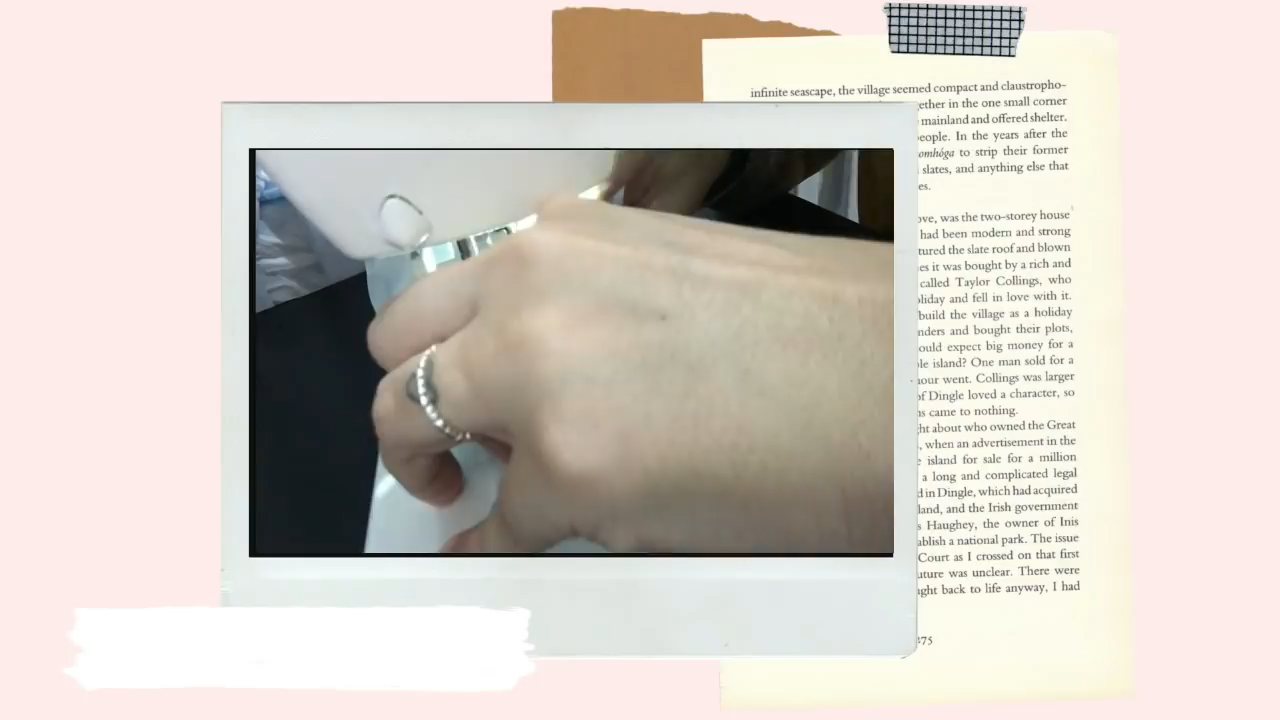 infinite seascape, the village seemed compact and claustropho-
ether in the one small corner
mainland and offered shelter.
eople. In the years after the
omhóga to strip their former
slates, and anything else that
es.
ove, was the two-storey house
had been modern and strong
tured the slate roof and blown
es it was bought by a rich and
called Taylor Collings, who
oliday and fell in love with it.
build the village as a holiday
nders and bought their plots,
ould expect big money for a
le island? One man sold for a
our went. Collings was larger
of Dingle loved a character, so
ns came to nothing.
ht about who owned the Great
, when an advertisement in the
e island for sale for a million
a long and complicated legal
d in Dingle, which had acquired
land, and the Irish government
s Haughey, the owner of Inis
ablish a national park. The issue
Court as I crossed on that first
uture was unclear. There were
ght back to life anyway, I had
375